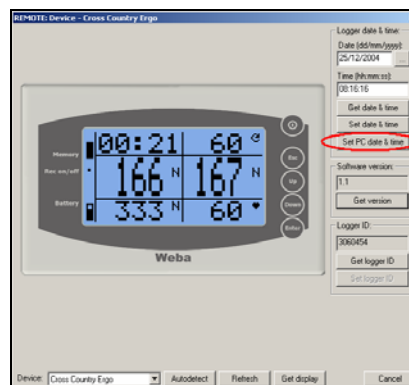 REMOTE: Device - Cross Country Ergo
Logger date & time:
Date (dd/mm/yyyy):
25/12/2004 ...
Time (hh:mm:ss):
08:16:16
Get date & time
Set date & time
Set PC date & time
Software version:
1.1
Get version
Logger ID:
3060454
Get logger ID
Set logger ID
Memory
Rec on/off
Battery
00:21 60
166 N 167 N
333 N 60
Esc
Up
Down
Enter
Weba
Device: Cross Country Ergo Autodetect Refresh Get display Cancel